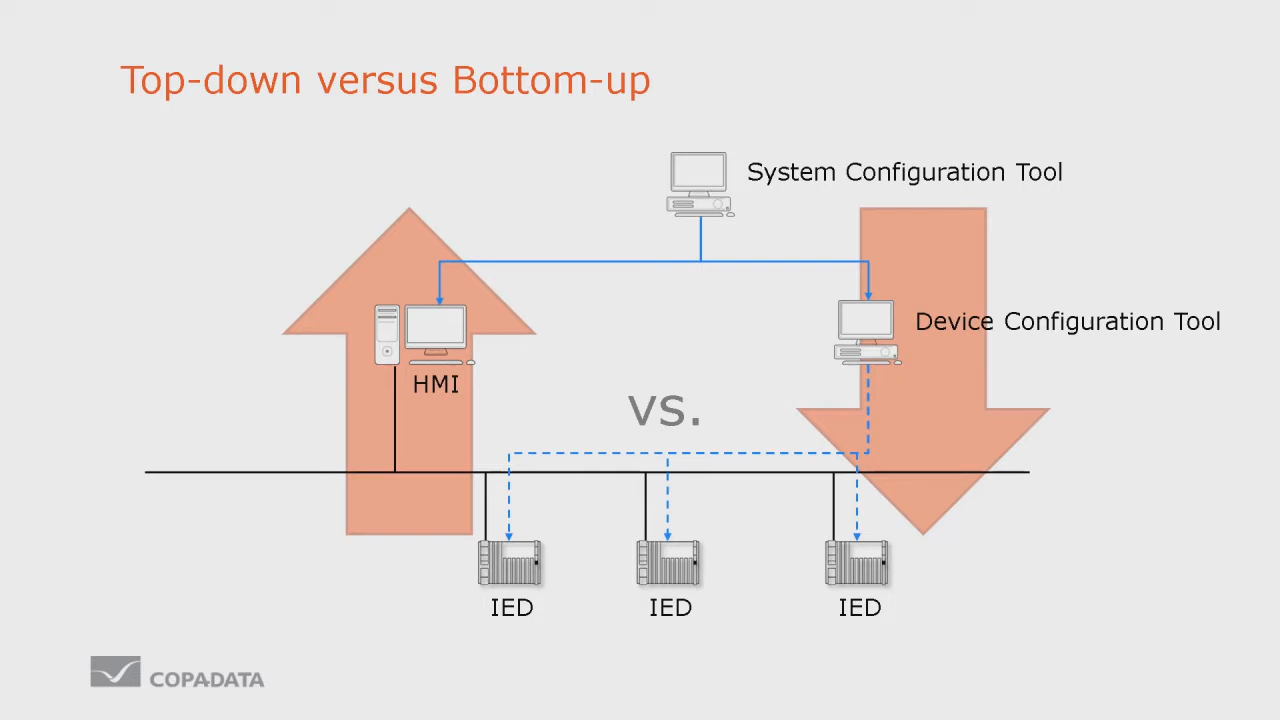 Top-down versus Bottom-up
System Configuration Tool
Device Configuration Tool
HMI
vs.
IED
IED
IED
COPADATA